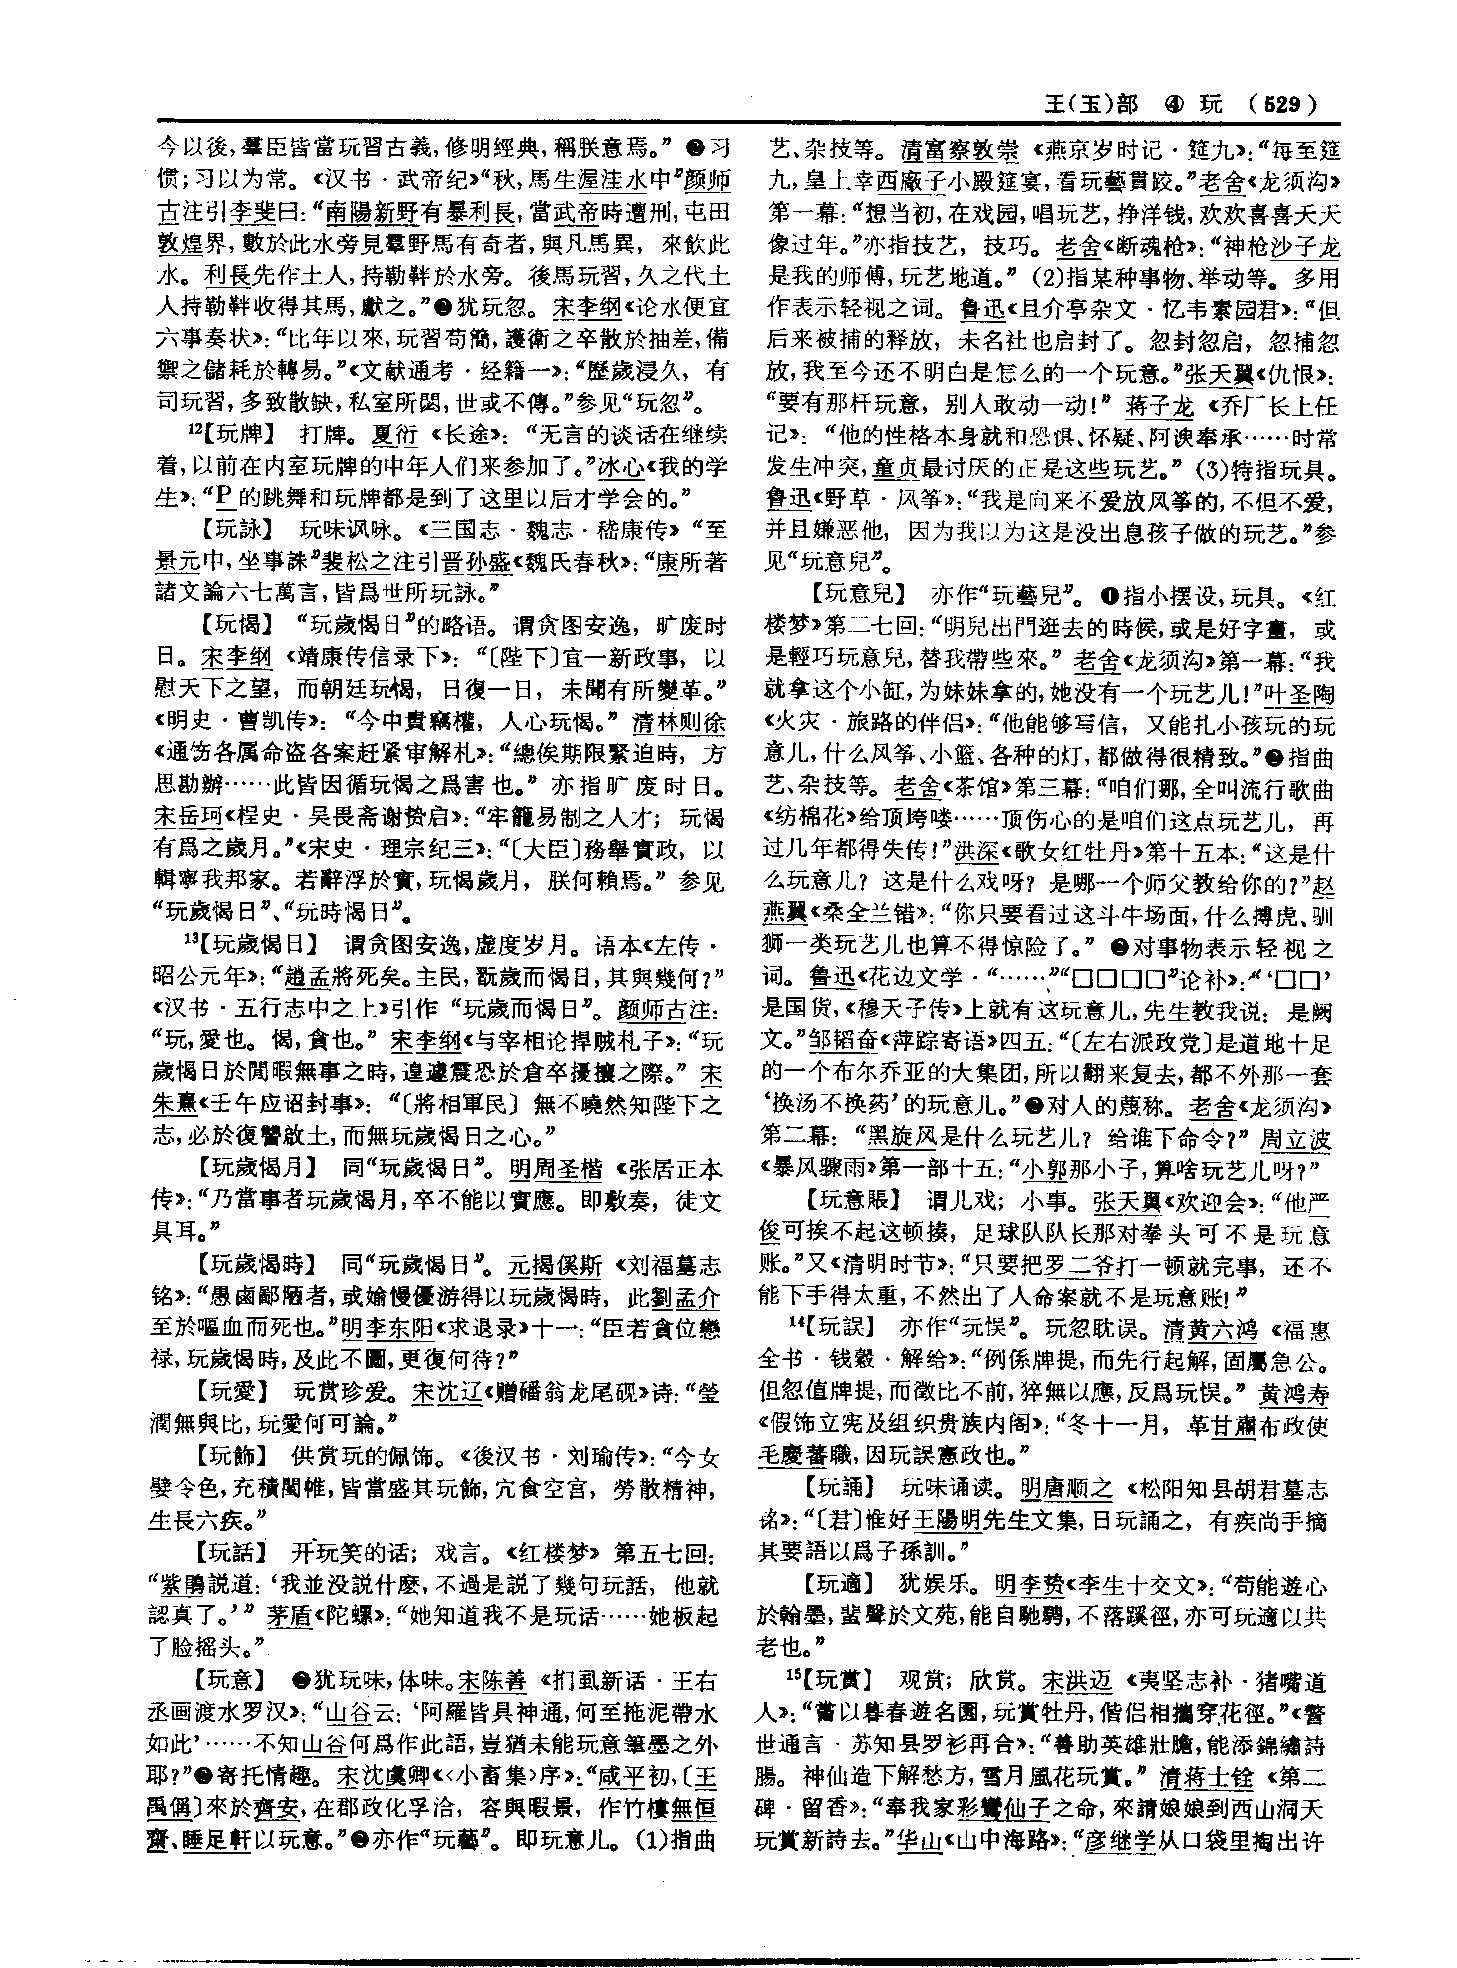 王(玉)部 ④ 玩 (529)
今以後,羣臣皆當玩習古義,修明經典,稱朕意焉。” ❷习
惯;习以为常。《汉书·武帝纪》“秋,馬生渥洼水中”颜师
古注引李斐曰:“南陽新野有暴利長,當武帝時遭刑,屯田
敦煌界,數於此水旁見羣野馬有奇者,與凡馬異,來飲此
水。利長先作土人,持勒靽於水旁。後馬玩習,久之代土
人持勒靽收得其馬,獻之。”❸犹玩忽。宋李纲《论水便宜
六事奏状》:“比年以來,玩習苟簡,護衛之卒散於抽差,備
禦之儲耗於轉易。”《文献通考·经籍一》:“歷歲浸久,有
司玩習,多致散缺,私室所閟,世或不傳。”参见“玩忽”。
12【玩牌】 打牌。夏衍《长途》:“无言的谈话在继续
着,以前在内室玩牌的中年人们来参加了。”冰心《我的学
生》:“P的跳舞和玩牌都是到了这里以后才学会的。”
【玩詠】 玩味讽咏。《三国志·魏志·嵇康传》“至
景元中,坐事誅”裴松之注引晋孙盛《魏氏春秋》:“康所著
諸文論六七萬言,皆爲世所玩詠。”
【玩愒】 “玩歲愒日”的略语。谓贪图安逸,旷废时
日。宋李纲《靖康传信录下》:“〔陛下〕宜一新政事,以
慰天下之望,而朝廷玩愒,日復一日,未聞有所變革。”
《明史·曹凯传》:“今中貴竊權,人心玩愒。”清林则徐
《通饬各属命盗各案赶紧审解札》:“總俟期限緊迫時,方
思勘辦……此皆因循玩愒之爲害也。”亦指旷废时日。
宋岳珂《桯史·吴畏斋谢贽启》:“牢籠易制之人才;玩愒
有爲之歲月。”《宋史·理宗纪三》:“〔大臣〕務舉實政,以
輯寧我邦家。若辭浮於實,玩愒歲月,朕何賴焉。”参见
“玩歲愒日”、“玩時愒日”。
13【玩歲愒日】 谓贪图安逸,虚度岁月。语本《左传·
昭公元年》:“趙孟將死矣。主民,翫歲而愒日,其與幾何?”
《汉书·五行志中之上》引作“玩歲而愒日”。颜师古注:
“玩,愛也。愒,貪也。”宋李纲《与宰相论捍贼札子》:“玩
歲愒日於閒暇無事之時,遑遽震恐於倉卒擾攘之際。”宋
朱熹《壬午应诏封事》:“〔將相軍民〕無不曉然知陛下之
志,必於復讐啟土,而無玩歲愒日之心。”
【玩歲愒月】 同“玩歲愒日”。明周圣楷《张居正本
传》:“乃當事者玩歲愒月,卒不能以實應。即敷奏,徒文
具耳。”
【玩歲愒時】 同“玩歲愒日”。元揭傒斯《刘福墓志
铭》:“愚鹵鄙陋者,或媮慢優游得以玩歲愒時,此劉孟介
至於嘔血而死也。”明李东阳《求退录》十一:“臣若貪位戀
禄,玩歲愒時,及此不圖,更復何待?”
【玩愛】 玩赏珍爱。宋沈辽《赠磻翁龙尾砚》诗:“瑩
潤無與比,玩愛何可論。”
【玩飾】 供赏玩的佩饰。《後汉书·刘瑜传》:“今女
嬖令色,充積閨帷,皆當盛其玩飾,宂食空宫,勞散精神,
生長六疾。”
【玩話】 开玩笑的话;戏言。《红楼梦》第五七回:
“紫鵑説道:‘我並没説什麽,不過是説了幾句玩話,他就
認真了。’”茅盾《陀螺》:“她知道我不是玩话……她板起
了脸摇头。”
【玩意】 ❶犹玩味,体味。宋陈善《扪虱新话·王右
丞画渡水罗汉》:“山谷云:‘阿羅皆具神通,何至拖泥帶水
如此’……不知山谷何爲作此語,豈猶未能玩意筆墨之外
耶?”❷寄托情趣。宋沈虞卿《〈小畜集〉序》:“咸平初,〔王
禹偁〕來於齊安,在郡政化孚洽,容與暇景,作竹樓無愠
齋、睡足軒以玩意。”❸亦作“玩藝”。即玩意儿。(1)指曲
艺、杂技等。清富察敦崇《燕京岁时记·筵九》:“每至筵
九,皇上幸西廠子小殿筵宴,看玩藝貫跤。”老舍《龙须沟》
第一幕:“想当初,在戏园,唱玩艺,挣洋钱,欢欢喜喜天天
像过年。”亦指技艺,技巧。老舍《断魂枪》:“神枪沙子龙
是我的师傅,玩艺地道。” (2)指某种事物、举动等。多用
作表示轻视之词。鲁迅《且介亭杂文·忆韦素园君》:“但
后来被捕的释放,未名社也启封了。忽封忽启,忽捕忽
放,我至今还不明白是怎么的一个玩意。”张天翼《仇恨》:
“要有那杆玩意,别人敢动一动!”蒋子龙《乔厂长上任
记》:“他的性格本身就和恐惧、怀疑、阿谀奉承……时常
发生冲突,童贞最讨厌的正是这些玩艺。” (3)特指玩具。
鲁迅《野草·风筝》:“我是向来不爱放风筝的,不但不爱,
并且嫌恶他,因为我以为这是没出息孩子做的玩艺。”参
见“玩意兒”。
【玩意兒】 亦作“玩藝兒”。❶指小摆设,玩具。《红
楼梦》第二七回:“明兒出門逛去的時候,或是好字畫,或
是輕巧玩意兒,替我帶些來。”老舍《龙须沟》第一幕:“我
就拿这个小缸,为妹妹拿的,她没有一个玩艺儿!”叶圣陶
《火灾·旅路的伴侣》:“他能够写信,又能扎小孩玩的玩
意儿,什么风筝、小篮、各种的灯,都做得很精致。”❷指曲
艺、杂技等。老舍《茶馆》第三幕:“咱们那,全叫流行歌曲
《纺棉花》给顶垮喽……顶伤心的是咱们这点玩艺儿,再
过几年都得失传!”洪深《歌女红牡丹》第十五本:“这是什
么玩意儿?这是什么戏呀?是哪一个师父教给你的?”赵
燕翼《桑金兰错》:“你只要看过这斗牛场面,什么搏虎、驯
狮一类玩艺儿也算不得惊险了。” ❸对事物表示轻视之
词。鲁迅《花边文学·“……”“□□□□”论补》:“‘□□’
是国货,《穆天子传》上就有这玩意儿,先生教我说:是阙
文。”邹韬奋《萍踪寄语》四五:“〔左右派政党〕是道地十足
的一个布尔乔亚的大集团,所以翻来复去,都不外那一套
‘换汤不换药’的玩意儿。”❹对人的蔑称。老舍《龙须沟》
第二幕:“黑旋风是什么玩艺儿?给谁下命令?”周立波
《暴风骤雨》第一部十五:“小郭那小子,算啥玩艺儿呀?”
【玩意賬】 谓儿戏;小事。张天翼《欢迎会》:“他严
俊可挨不起这顿揍,足球队队长那对拳头可不是玩意
账。”又《清明时节》:“只要把罗二爷打一顿就完事,还不
能下手得太重,不然出了人命案就不是玩意账!”
14【玩誤】 亦作“玩悮”。玩忽耽误。清黄六鸿《福惠
全书·钱穀·解给》:“例係牌提,而先行起解,固屬急公。
但忽值牌提,而徵比不前,猝無以應,反爲玩悮。”黄鸿寿
《假饰立宪及组织贵族内阁》:“冬十一月,革甘肅布政使
毛慶蕃職,因玩誤憲政也。”
【玩誦】 玩味诵读。明唐顺之《松阳知县胡君墓志
铭》:“〔君〕惟好王陽明先生文集,日玩誦之,有疾尚手摘
其要語以爲子孫訓。”
【玩適】 犹娱乐。明李贽《李生十交文》:“苟能遊心
於翰墨,蜚聲於文苑,能自馳騁,不落蹊徑,亦可玩適以共
老也。”
15【玩賞】 观赏;欣赏。宋洪迈《夷坚志补·猪嘴道
人》:“嘗以暮春遊名園,玩賞牡丹,偕侣相攜穿花徑。”《警
世通言·苏知县罗衫再合》:“善助英雄壯膽,能添錦繡詩
腸。神仙造下解愁方,雪月風花玩賞。”清蒋士铨《第二
碑·留香》:“奉我家彩鸞仙子之命,來請娘娘到西山洞天
玩賞新詩去。”华山《山中海路》:“彦继学从口袋里掏出许